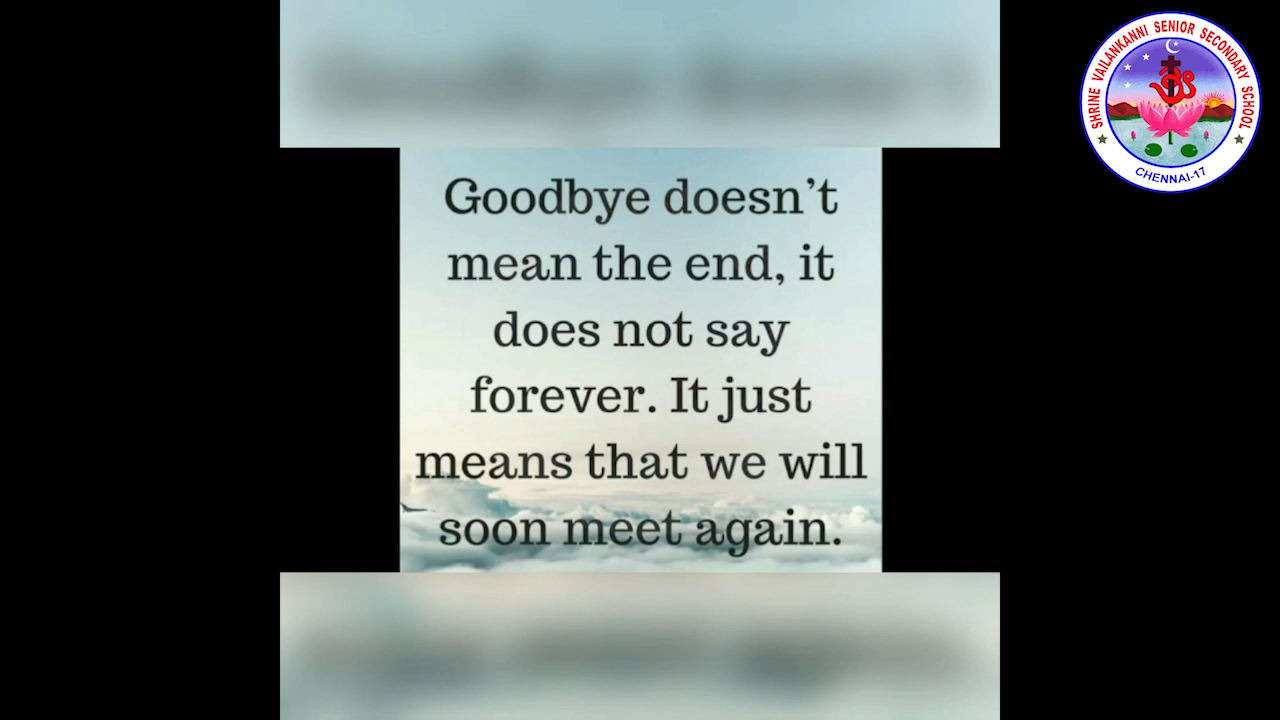 Goodbye doesn’t
mean the end, it
does not say
forever. It just
means that we will
soon meet again.
SHRINE VAILANKANNI SENIOR SECONDARY SCHOOL
CHENNAI-17